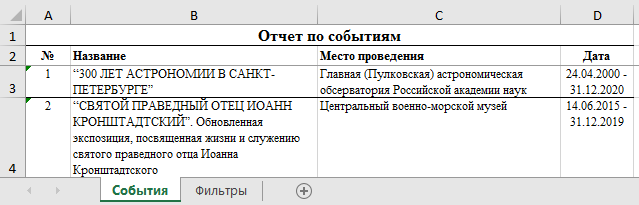 A B C D
1 Отчет по событиям
2 № Название Место проведения Дата
1 “300 ЛЕТ АСТРОНОМИИ В САНКТ- Главная (Пулковская) астрономическая 24.04.2000 -
3 ПЕТЕРБУРГЕ” обсерватория Российской академии наук 31.12.2020
2 “СВЯТОЙ ПРАВЕДНЫЙ ОТЕЦ ИОАНН Центральный военно-морской музей 14.06.2015 -
КРОНШТАДТСКИЙ”. Обновленная 31.12.2019
экспозиция, посвященная жизни и служению
святого праведного отца Иоанна
4 Кронштадтского
События Фильтры